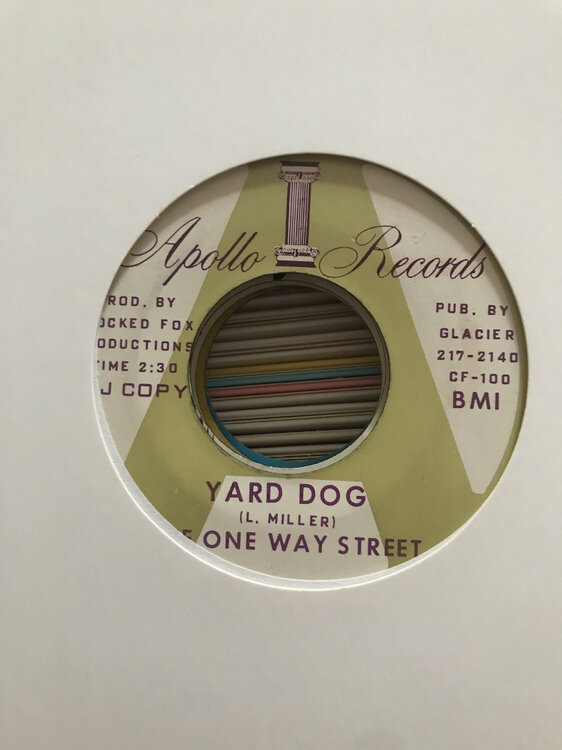 Apollo Records
ROD. BY
OCKED FOX
ODUCTIONS
IME 2:30
J COPY
PUB. BY
GLACIER
217-2140
CF-100
BMI
YARD DOG
(L. MILLER)
E ONE WAY STREET